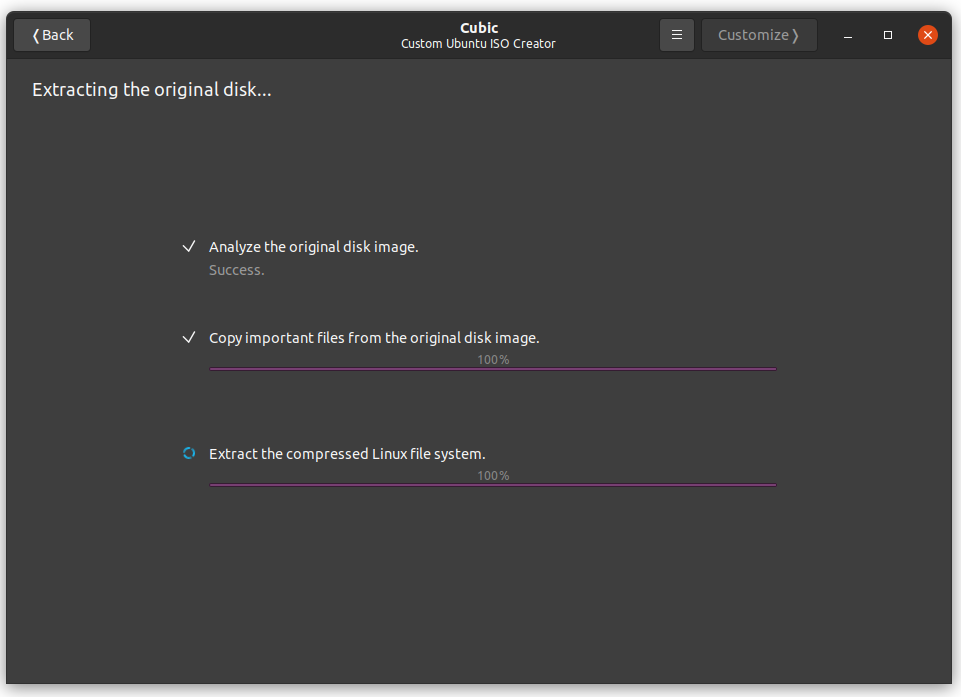 ❬Back
Cubic
Custom Ubuntu ISO Creator
Customize❭
Extracting the original disk...
Analyze the original disk image.
Success.
Copy important files from the original disk image.
100%
Extract the compressed Linux file system.
100%